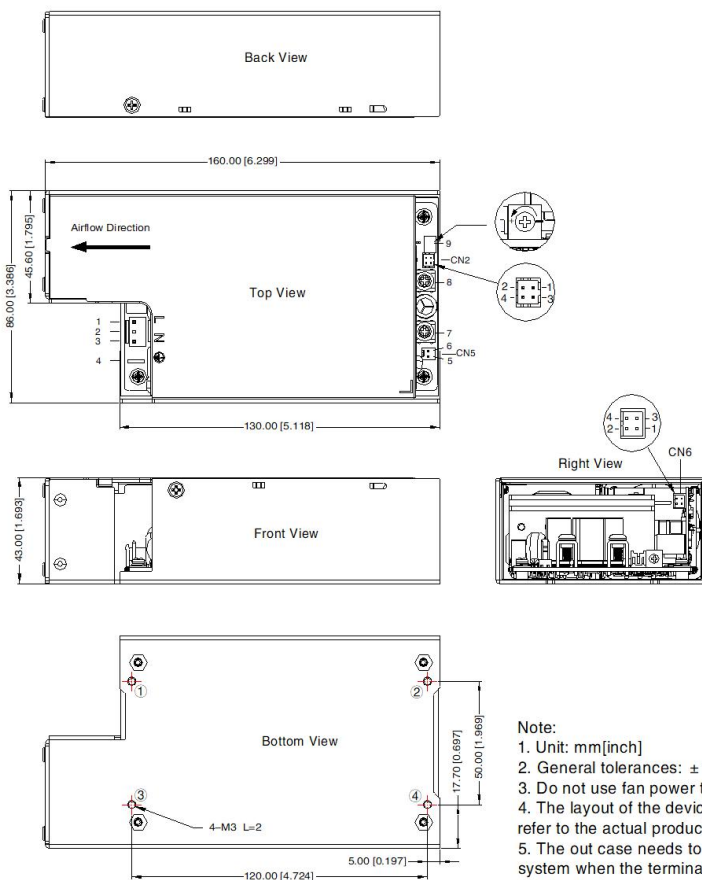 Back View
160.00 [6.299]
86.00 [3.386]
45.60 [1.795]
Airflow Direction
Top View
9
CN2
8
2 1
4 3
7
6
CN5
5
1 L
2 N
3
4
130.00 [5.118]
4 3
2 1
CN6
Right View
43.00 [1.693]
Front View
①
②
Bottom View
③
④
4-M3 L=2
17.70 [0.697]
50.00 [1.969]
5.00 [0.197]
120.00 [4.724]
Note:
1. Unit: mm[inch]
2. General tolerances: ±
3. Do not use fan power
4. The layout of the devic
refer to the actual produc
5. The out case needs to
system when the termina